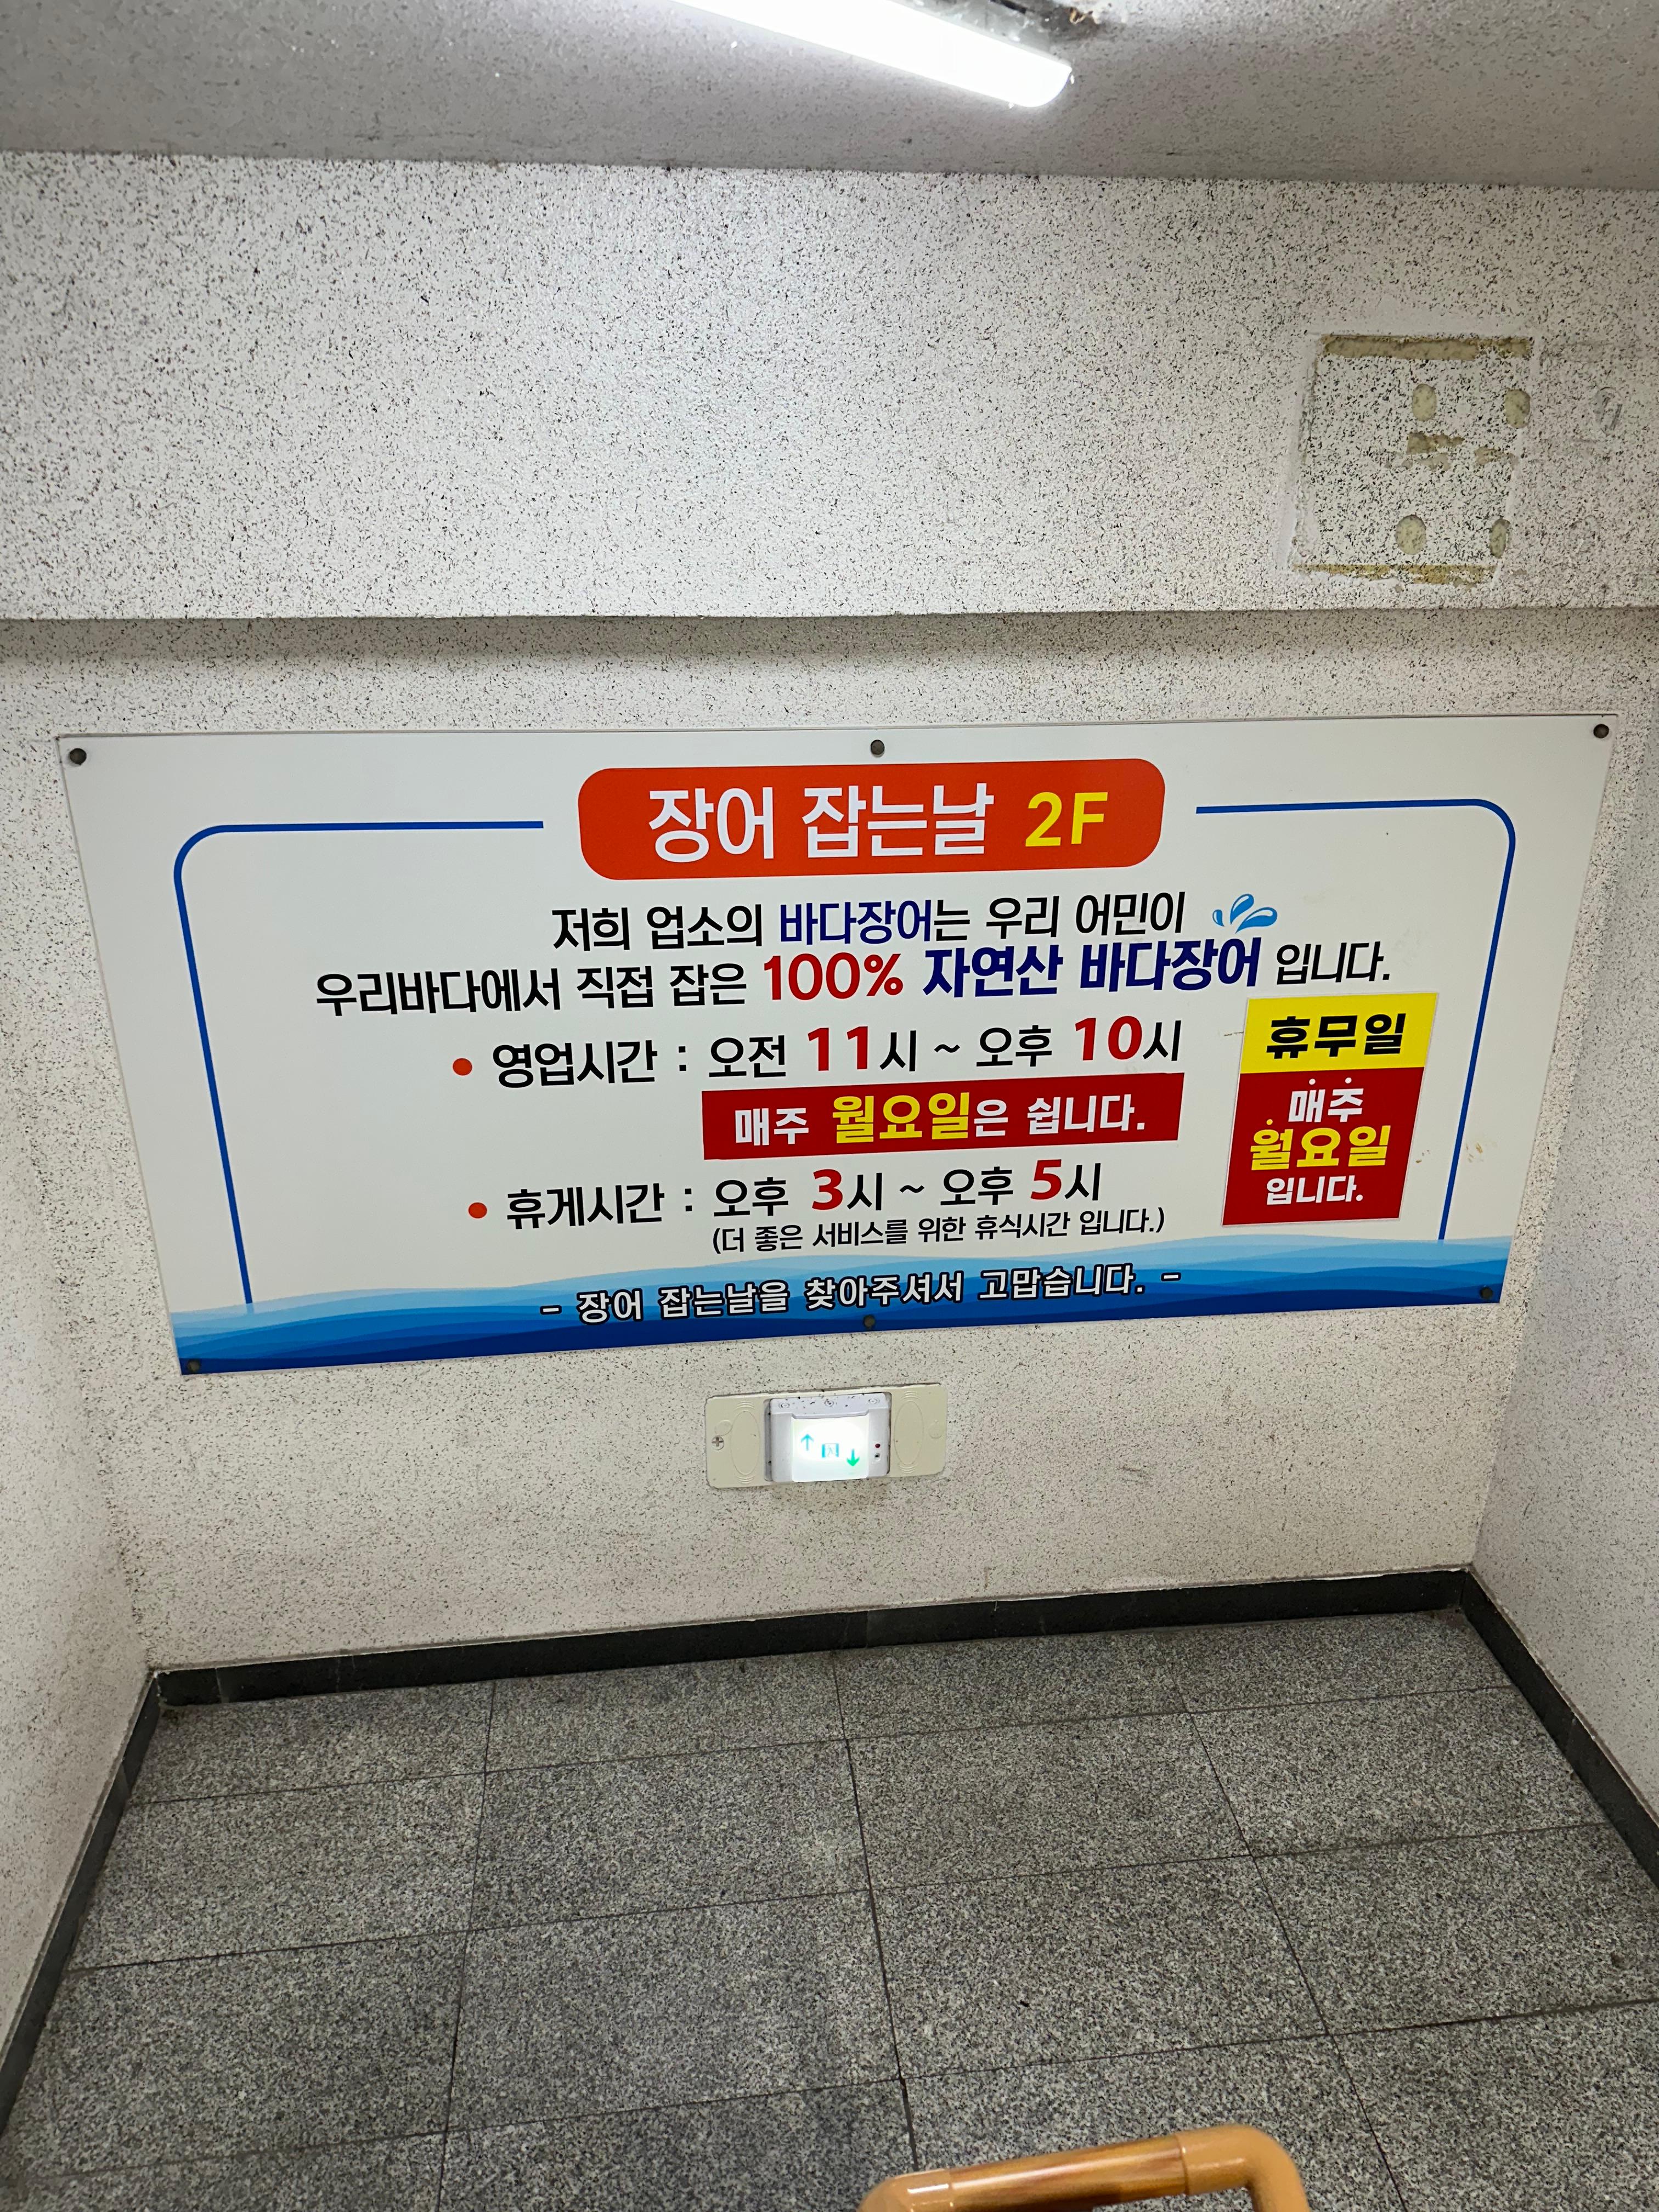 장어 잡는날 2F
저희 업소의 바다장어는 우리 어민이
우리바다에서 직접 잡은 100% 자연산 바다장어 입니다.
• 영업시간 : 오전 11시 ~ 오후 10시
매주 월요일은 쉽니다.
• 휴게시간 : 오후 3시 ~ 오후 5시
(더 좋은 서비스를 위한 휴식시간 입니다.)
휴무일
매주
월요일
입니다.
- 장어 잡는날을 찾아주셔서 고맙습니다. -